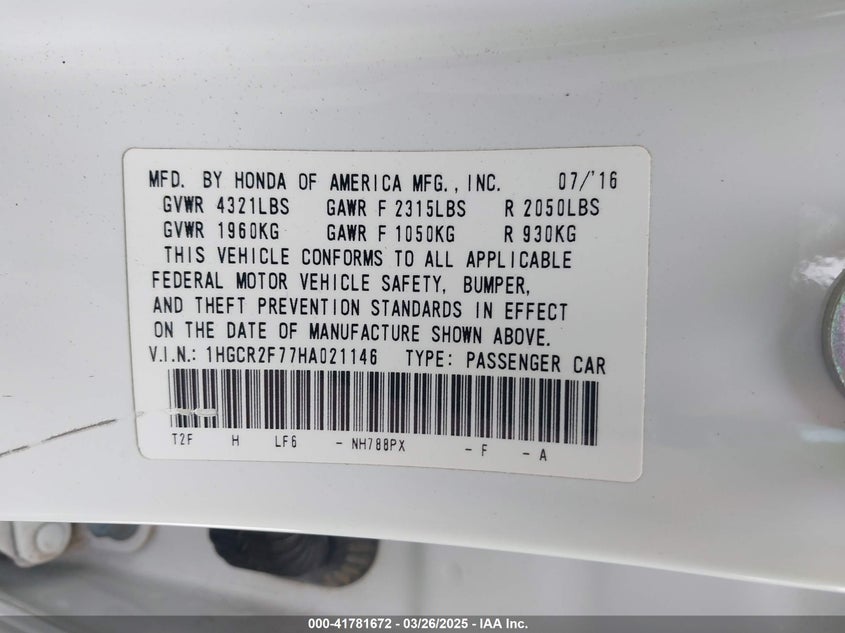 MFD. BY HONDA OF AMERICA MFG., INC. 07/'16
GVWR 4321LBS GAWR F 2315LBS R 2050LBS
GVWR 1960KG GAWR F 1050KG R 930KG
THIS VEHICLE CONFORMS TO ALL APPLICABLE
FEDERAL MOTOR VEHICLE SAFETY, BUMPER,
AND THEFT PREVENTION STANDARDS IN EFFECT
ON THE DATE OF MANUFACTURE SHOWN ABOVE.
V.I.N.: 1HGCR2F77HA021146 TYPE: PASSENGER CAR
T2F H LF6 - NH788PX - F - A
000-41781672 - 03/26/2025 - IAA Inc.